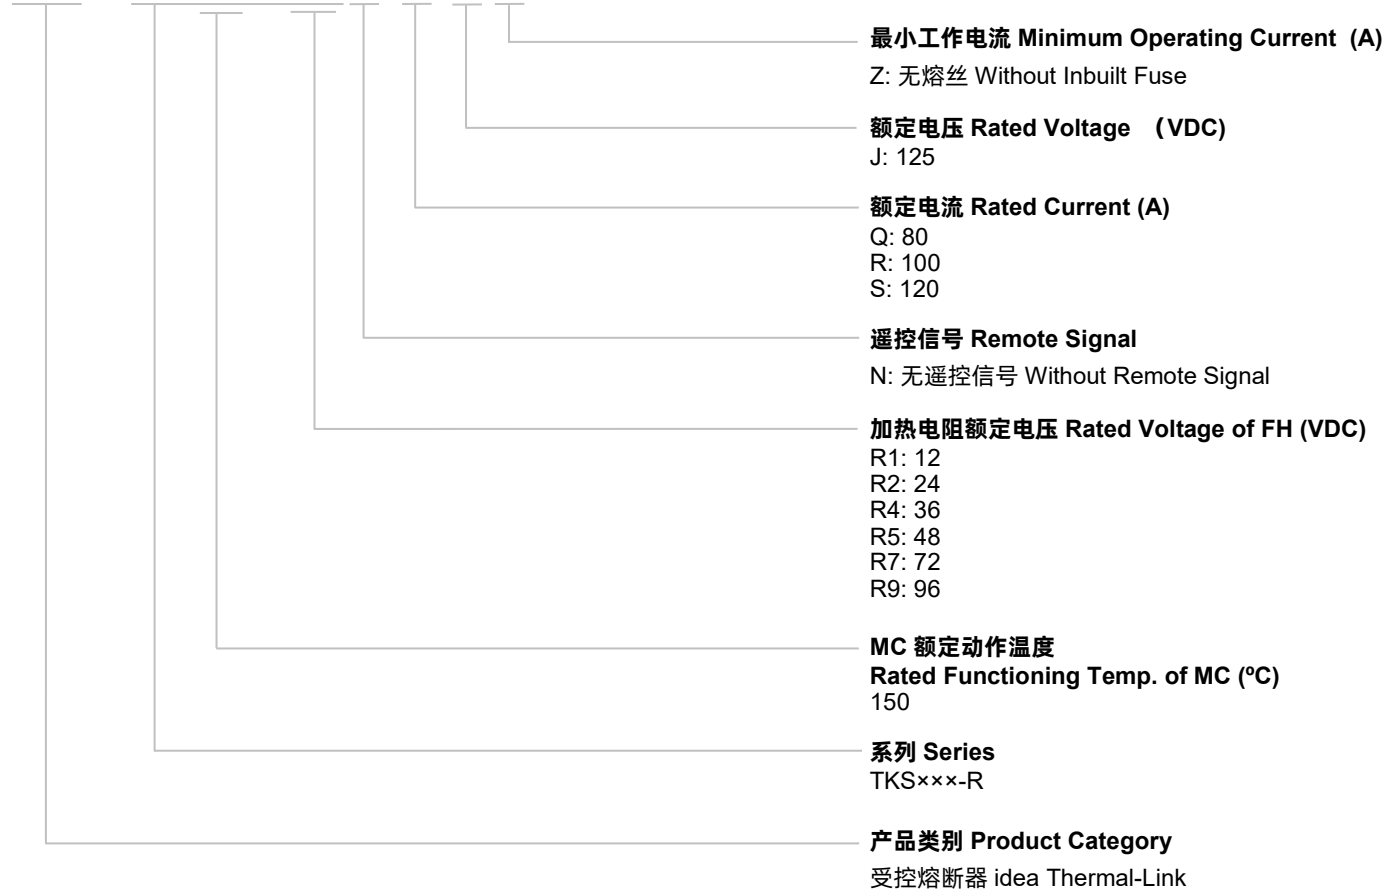 最小工作电流 Minimum Operating Current (A)
Z: 无熔丝 Without Inbuilt Fuse
额定电压 Rated Voltage （VDC)
J: 125
额定电流 Rated Current (A)
Q: 80
R: 100
S: 120
遥控信号 Remote Signal
N: 无遥控信号 Without Remote Signal
加热电阻额定电压 Rated Voltage of FH (VDC)
R1: 12
R2: 24
R4: 36
R5: 48
R7: 72
R9: 96
MC 额定动作温度
Rated Functioning Temp. of MC (ºC)
150
系列 Series
TKS×××-R
产品类别 Product Category
受控熔断器 idea Thermal-Link